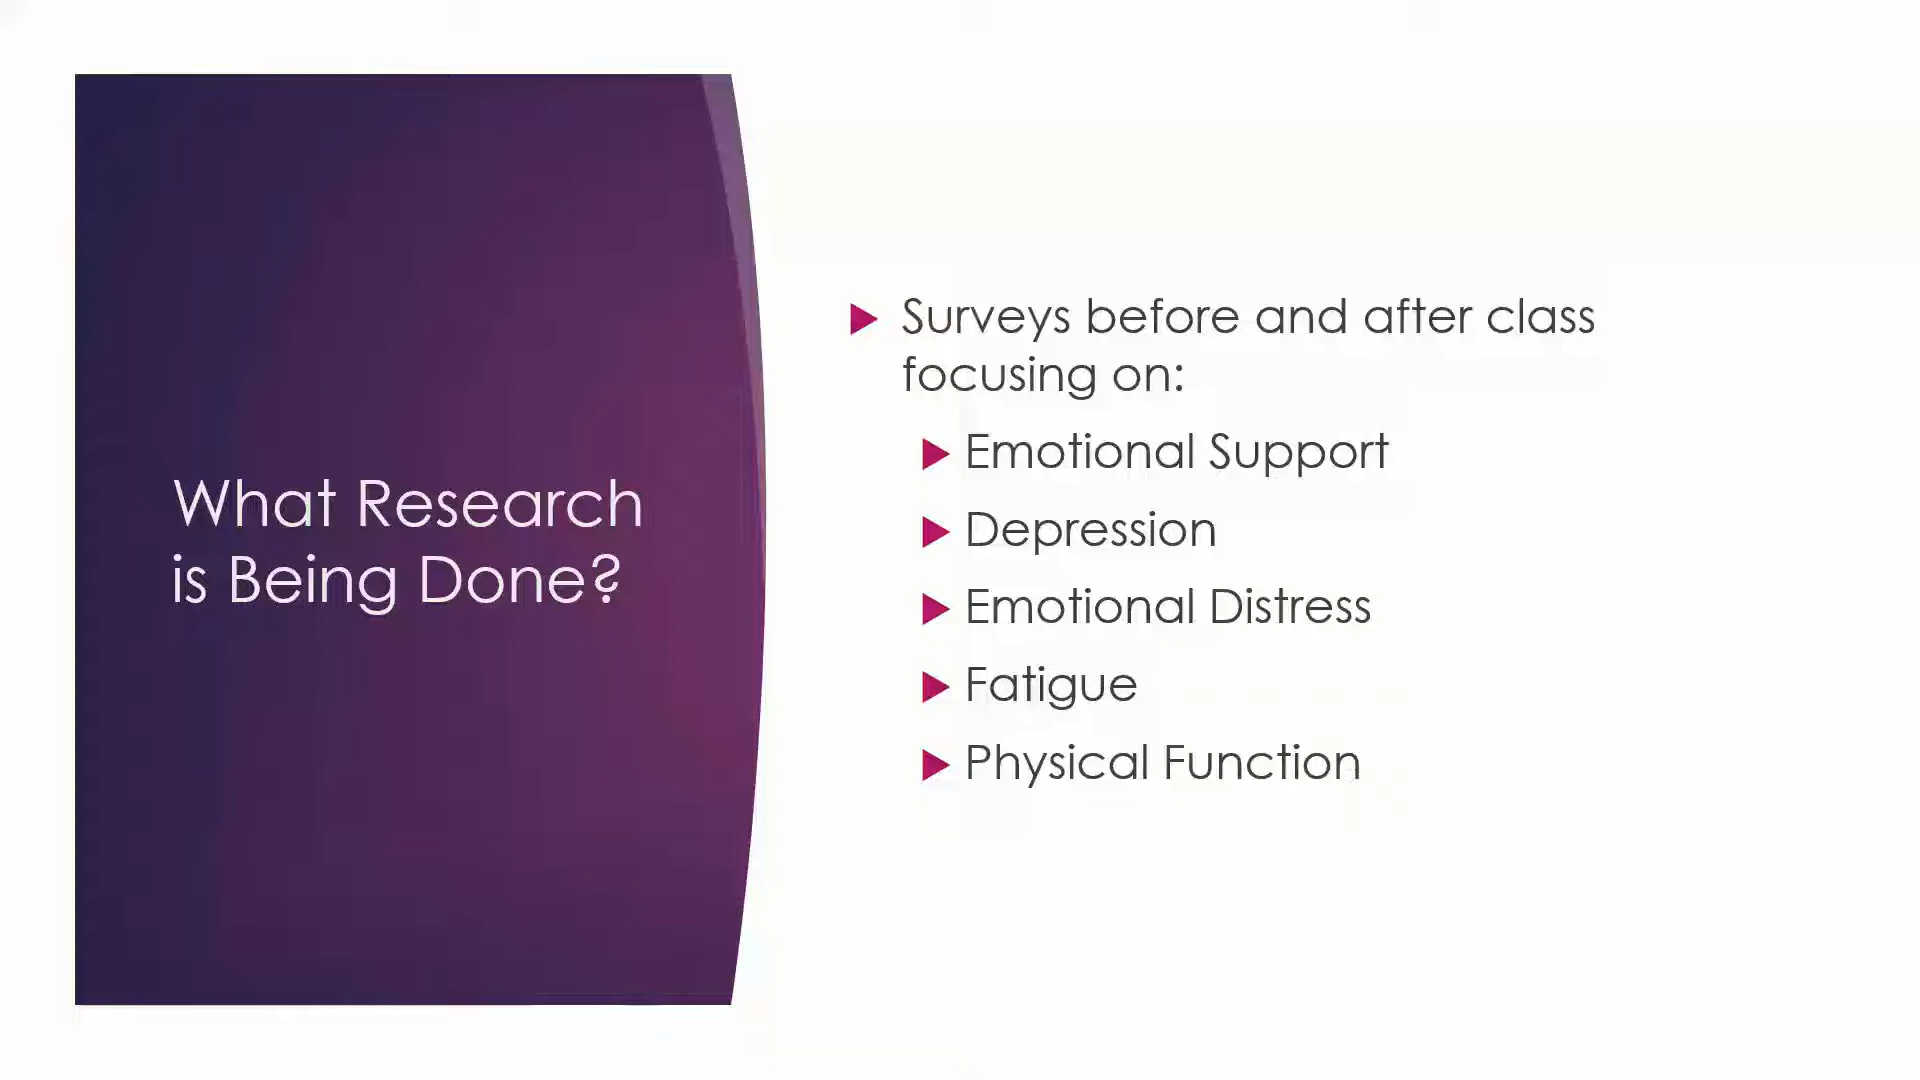 What Research
is Being Done?
Surveys before and after class
focusing on:
Emotional Support
Depression
Emotional Distress
Fatigue
Physical Function